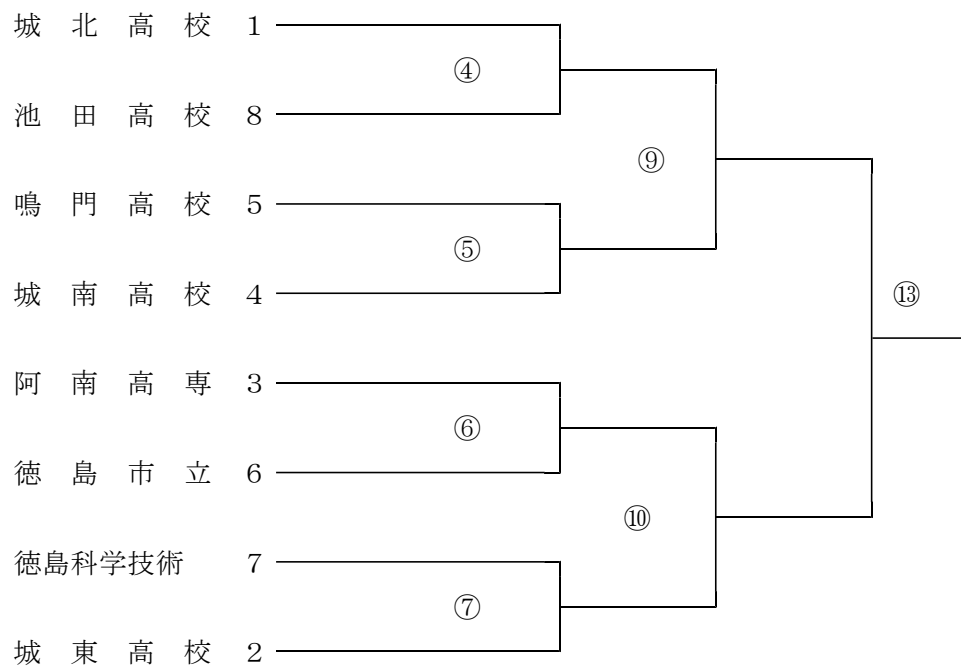 城北高校 1
④
池田高校 8
⑨
鳴門高校 5
⑤
城南高校 4
⑬
阿南高専 3
⑥
徳島市立 6
⑩
徳島科学技術 7
⑦
城東高校 2